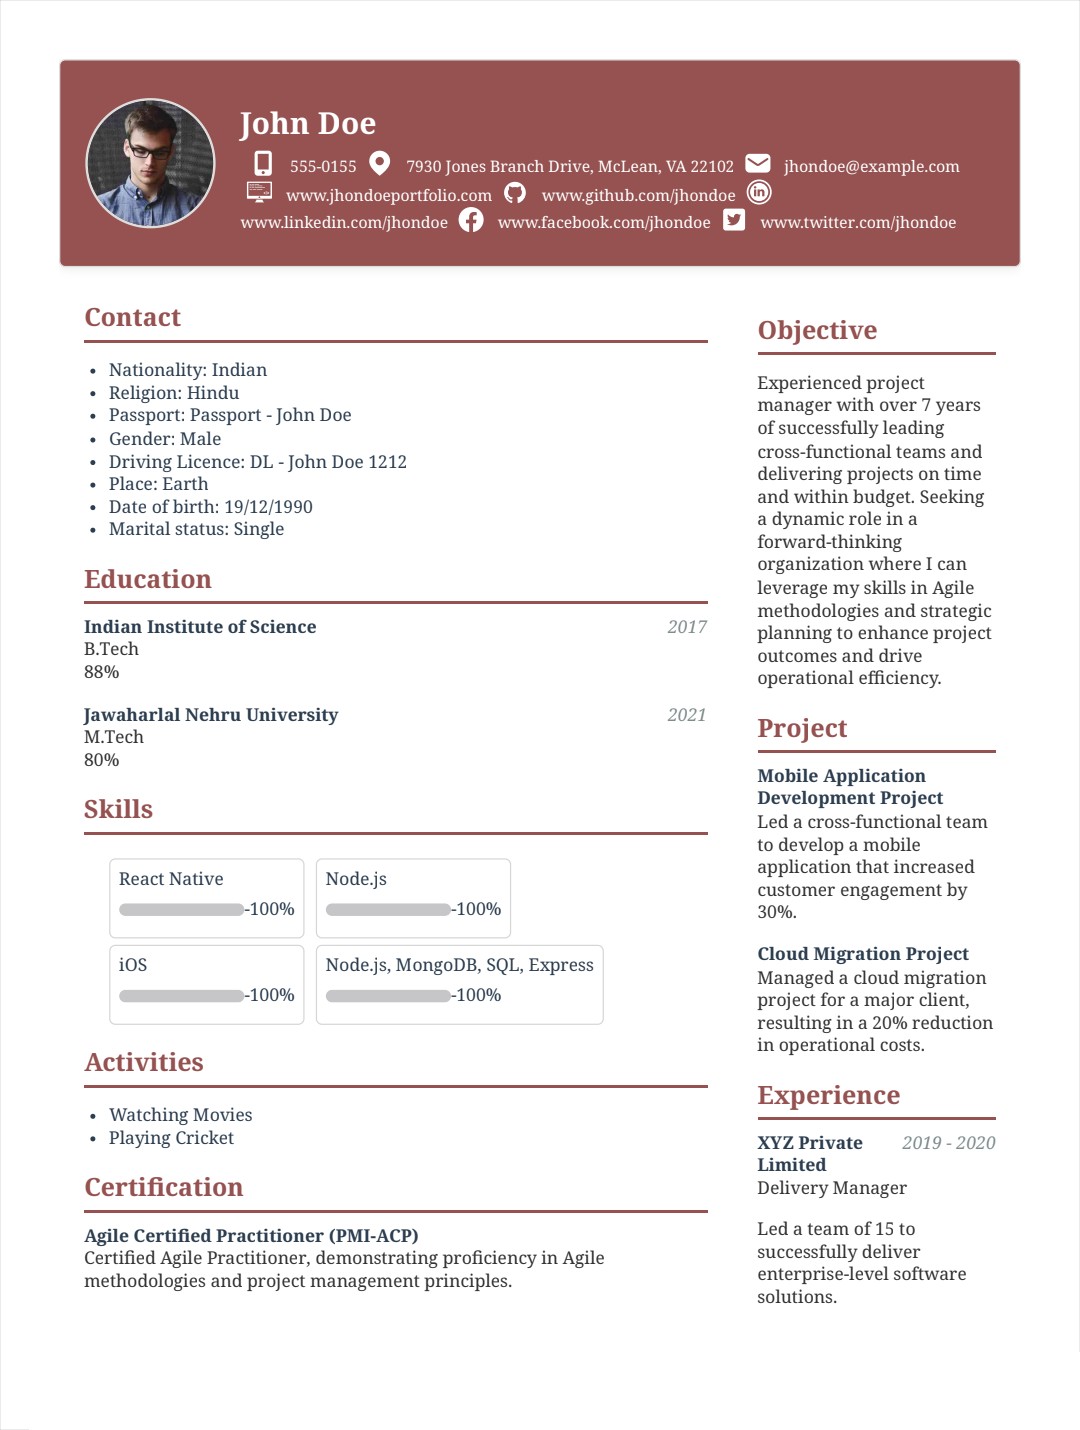 John Doe
555-0155 7930 Jones Branch Drive, McLean, VA 22102 jhondoe@example.com
www.jhondoeportfolio.com www.github.com/jhondoe
www.linkedin.com/jhondoe www.facebook.com/jhondoe www.twitter.com/jhondoe
Contact
• Nationality: Indian
• Religion: Hindu
• Passport: Passport - John Doe
• Gender: Male
• Driving Licence: DL - John Doe 1212
• Place: Earth
• Date of birth: 19/12/1990
• Marital status: Single
Education
Indian Institute of Science 2017
B.Tech
88%
Jawaharlal Nehru University 2021
M.Tech
80%
Skills
React Native
-100%
Node.js
-100%
iOS
-100%
Node.js, MongoDB, SQL, Express
-100%
Activities
• Watching Movies
• Playing Cricket
Certification
Agile Certified Practitioner (PMI-ACP)
Certified Agile Practitioner, demonstrating proficiency in Agile
methodologies and project management principles.
Objective
Experienced project
manager with over 7 years
of successfully leading
cross-functional teams and
delivering projects on time
and within budget. Seeking
a dynamic role in a
forward-thinking
organization where I can
leverage my skills in Agile
methodologies and strategic
planning to enhance project
outcomes and drive
operational efficiency.
Project
Mobile Application
Development Project
Led a cross-functional team
to develop a mobile
application that increased
customer engagement by
30%.
Cloud Migration Project
Managed a cloud migration
project for a major client,
resulting in a 20% reduction
in operational costs.
Experience
XYZ Private 2019 - 2020
Limited
Delivery Manager
Led a team of 15 to
successfully deliver
enterprise-level software
solutions.